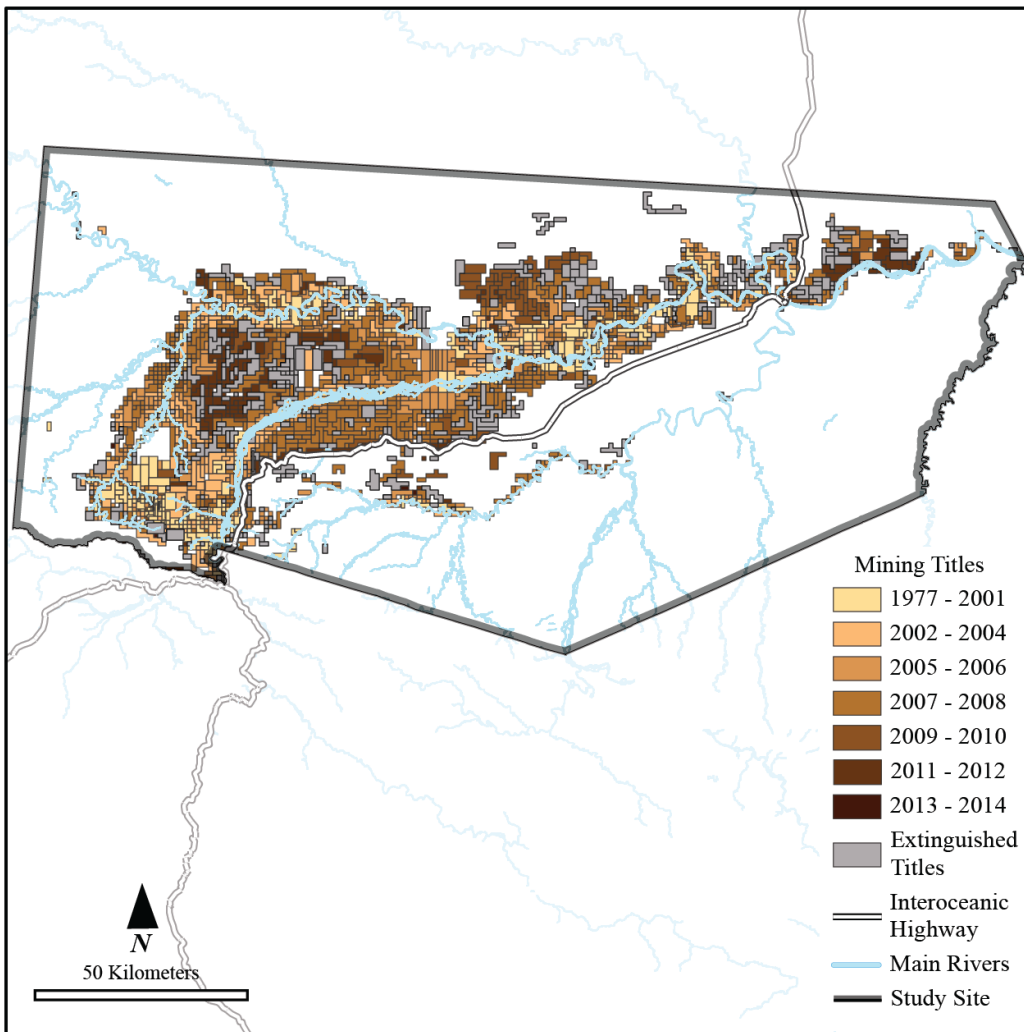 Mining Titles
1977 - 2001
2002 - 2004
2005 - 2006
2007 - 2008
2009 - 2010
2011 - 2012
2013 - 2014
Extinguished
Titles
Interoceanic
Highway
Main Rivers
Study Site
N
50 Kilometers